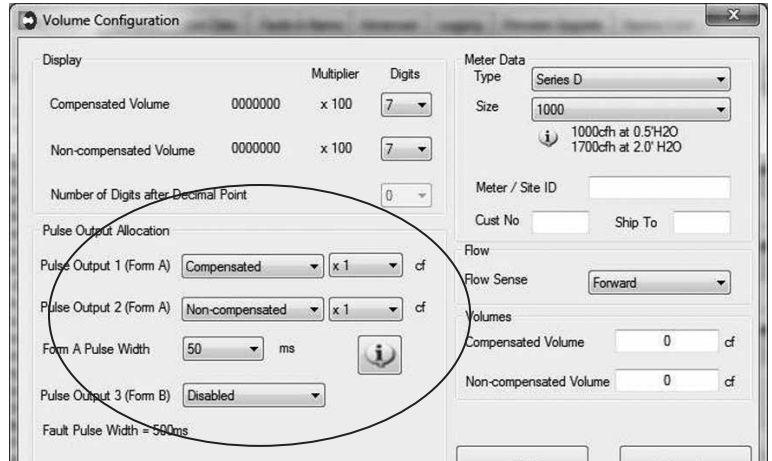 Volume Configuration
Display
Multiplier Digits
Compensated Volume 0000000 x 100 7
Non-compensated Volume 0000000 x 100 7
Number of Digits after Decimal Point 0
Pulse Output Allocation
Pulse Output 1 (Form A) Compensated x 1 cf
Pulse Output 2 (Form A) Non-compensated x 1 cf
Form A Pulse Width 50 ms
Pulse Output 3 (Form B) Disabled
Fault Pulse Width = 500ms
Meter Data
Type Series D
Size 1000
1000cfh at 0.5'H2O
1700cfh at 2.0' H2O
Meter / Site ID
Cust No Ship To
Flow
Flow Sense Forward
Volumes
Compensated Volume 0 cf
Non-compensated Volume 0 cf